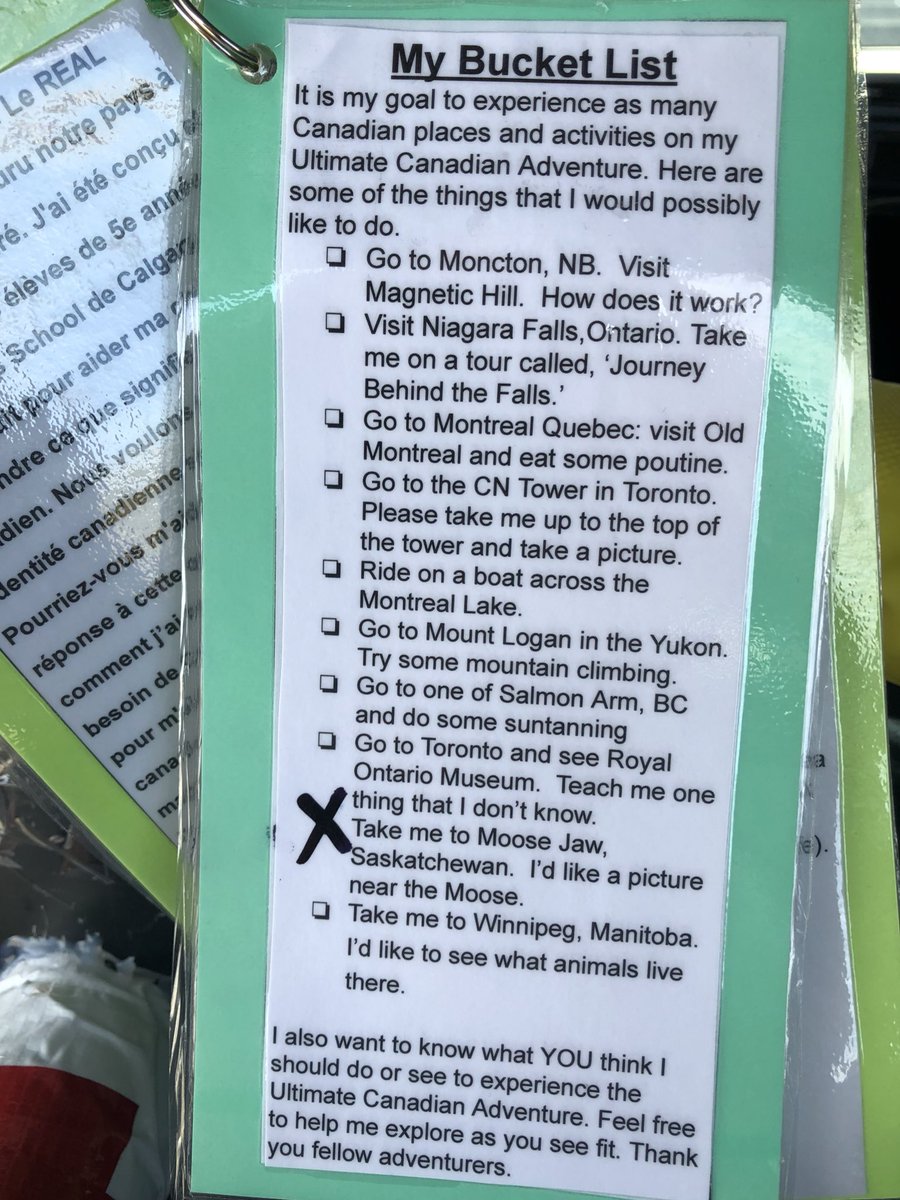 My Bucket List
It is my goal to experience as many
Canadian places and activities on my
Ultimate Canadian Adventure. Here are
some of the things that I would possibly
like to do.
❏ Go to Moncton, NB. Visit
Magnetic Hill. How does it work?
❏ Visit Niagara Falls,Ontario. Take
me on a tour called, ‘Journey
Behind the Falls.’
❏ Go to Montreal Quebec: visit Old
Montreal and eat some poutine.
❏ Go to the CN Tower in Toronto.
Please take me up to the top of
the tower and take a picture.
❏ Ride on a boat across the
Montreal Lake.
❏ Go to Mount Logan in the Yukon.
Try some mountain climbing.
❏ Go to one of Salmon Arm, BC
and do some suntanning
❏ Go to Toronto and see Royal
Ontario Museum. Teach me one
thing that I don’t know.
X Take me to Moose Jaw,
Saskatchewan. I’d like a picture
near the Moose.
❏ Take me to Winnipeg, Manitoba.
I’d like to see what animals live
there.
I also want to know what YOU think I
should do or see to experience the
Ultimate Canadian Adventure. Feel free
to help me explore as you see fit. Thank
you fellow adventurers.
Le REAL
notre pays à
J'ai été conçu
élèves de 5e
School de
pour aider ma
ce que
Nous voulons
canadienne
Pourriez-vous
réponse à cette
comment j'ai
besoin de
pour